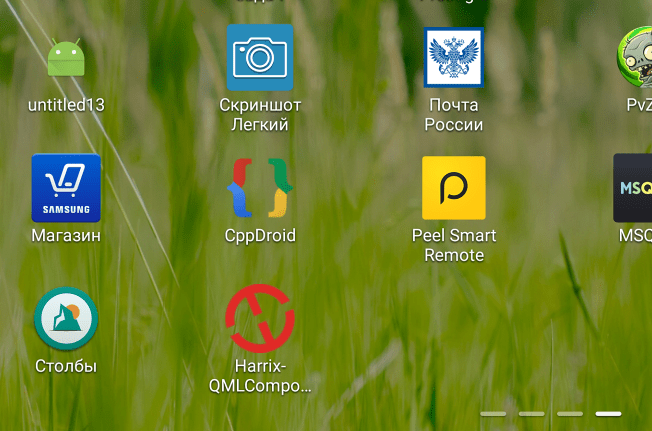 untitled13
Скриншот
Легкий
Почта
России
PvZ
SAMSUNG
MSQ
Магазин
CppDroid
Peel Smart
Remote
MSQ
Столбы
Harrix-
QMLCompo...